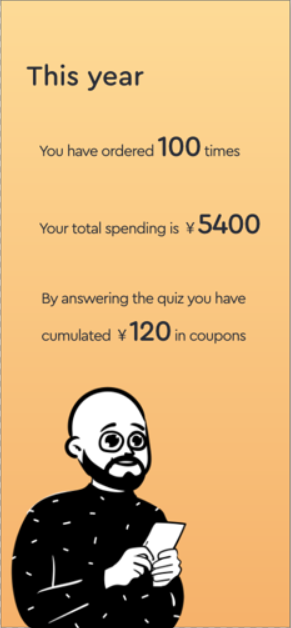 This year
You have ordered 100 times
Your total spending is ¥ 5400
By answering the quiz you have
cumulated ¥ 120 in coupons